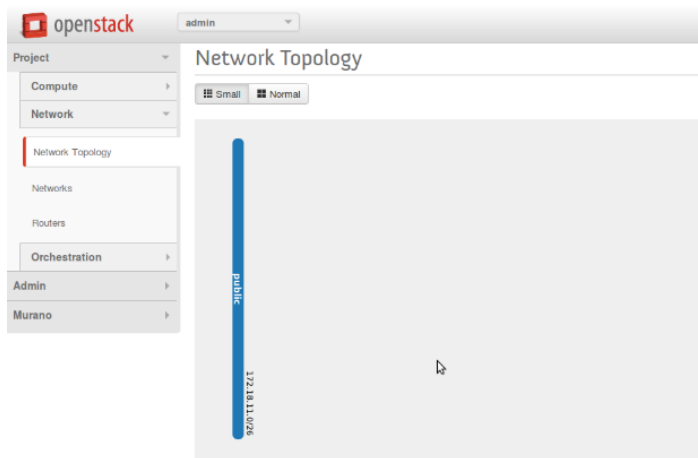 openstack
admin
Project
Network Topology
Compute
Small
Normal
Network
Network Topology
Networks
Routers
Orchestration
Admin
Murano
public
172.18.11.0/26